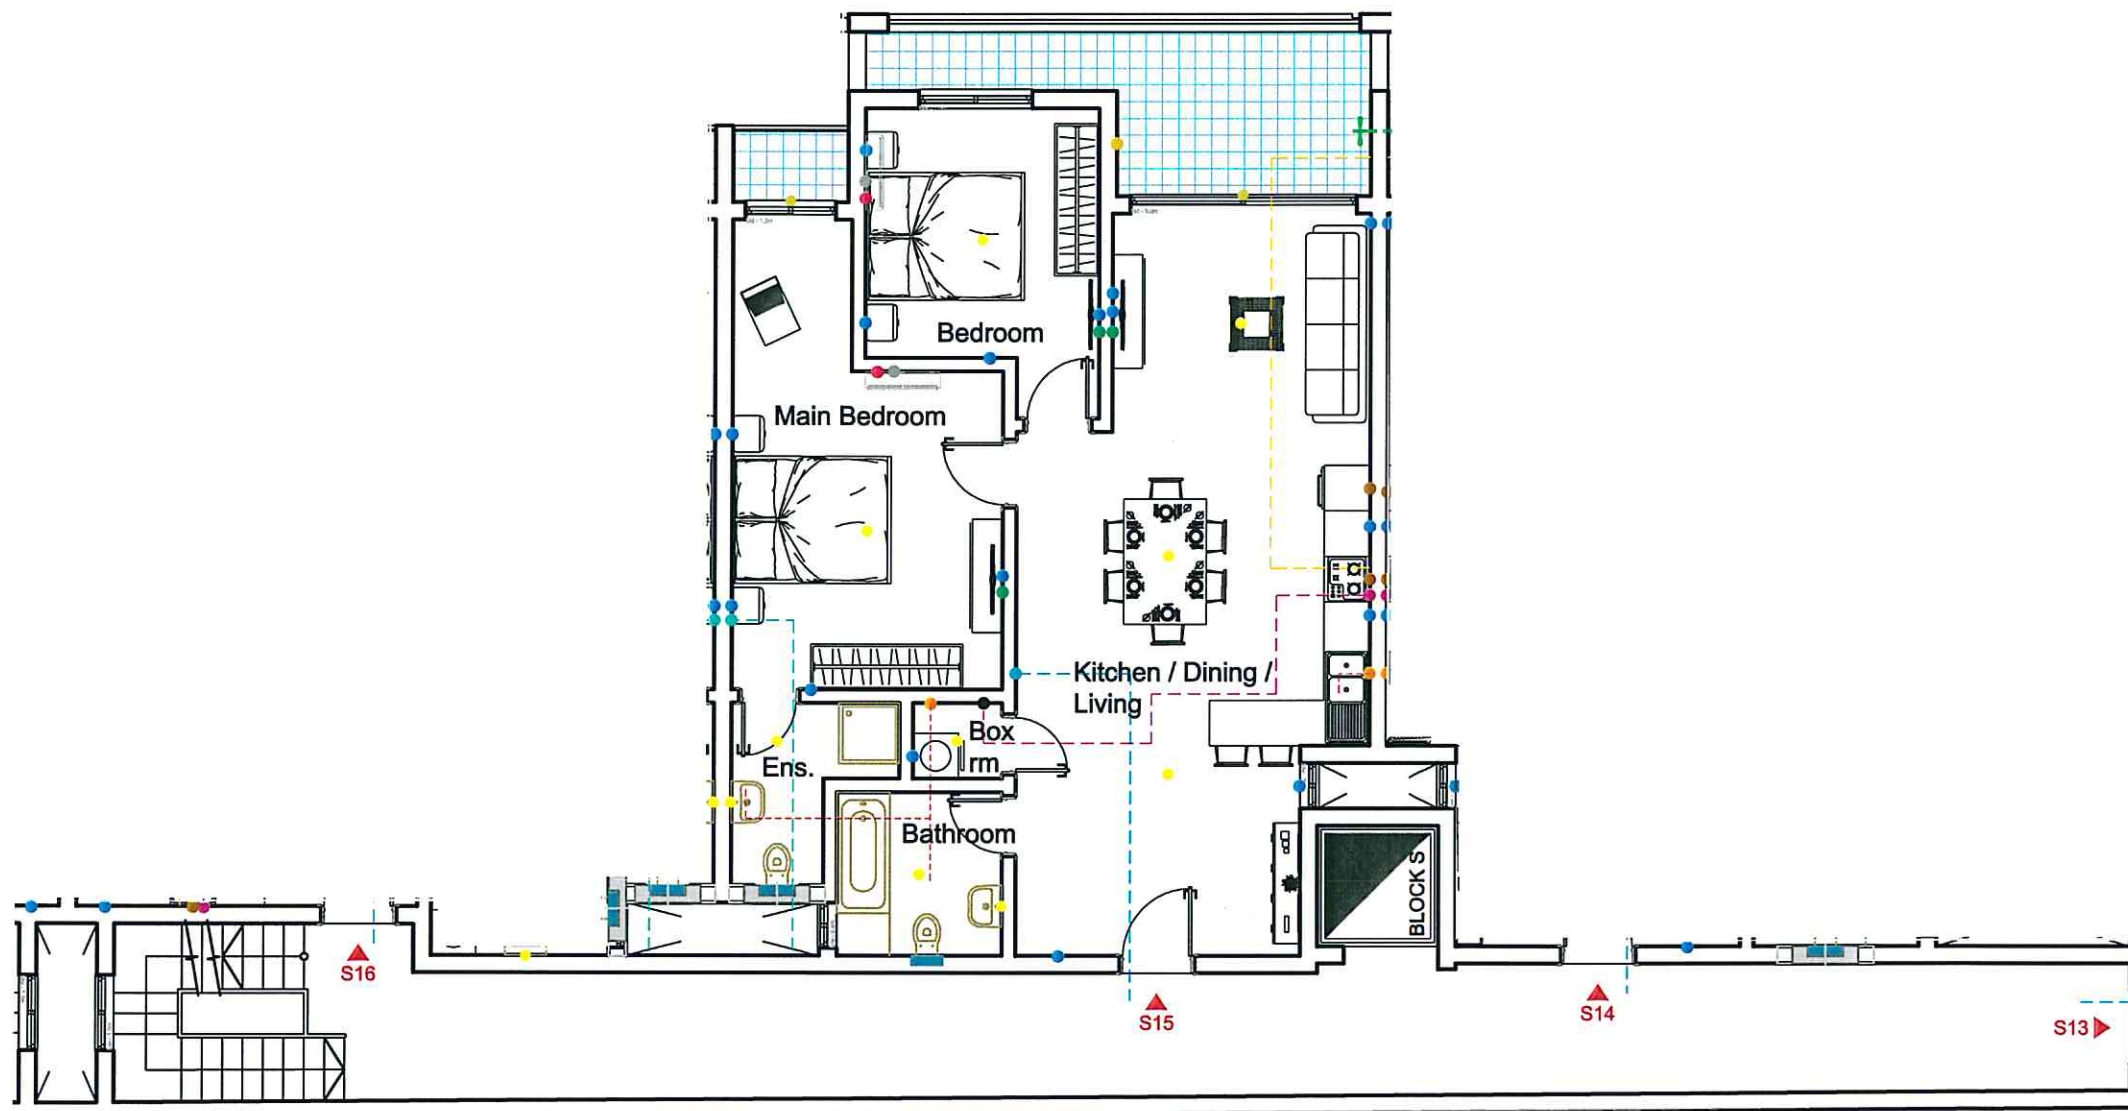 Bedroom
Main Bedroom
Kitchen / Dining /
Living
Box
rm
Ens.
Bathroom
BLOCK S
S16
S15
S14
S13